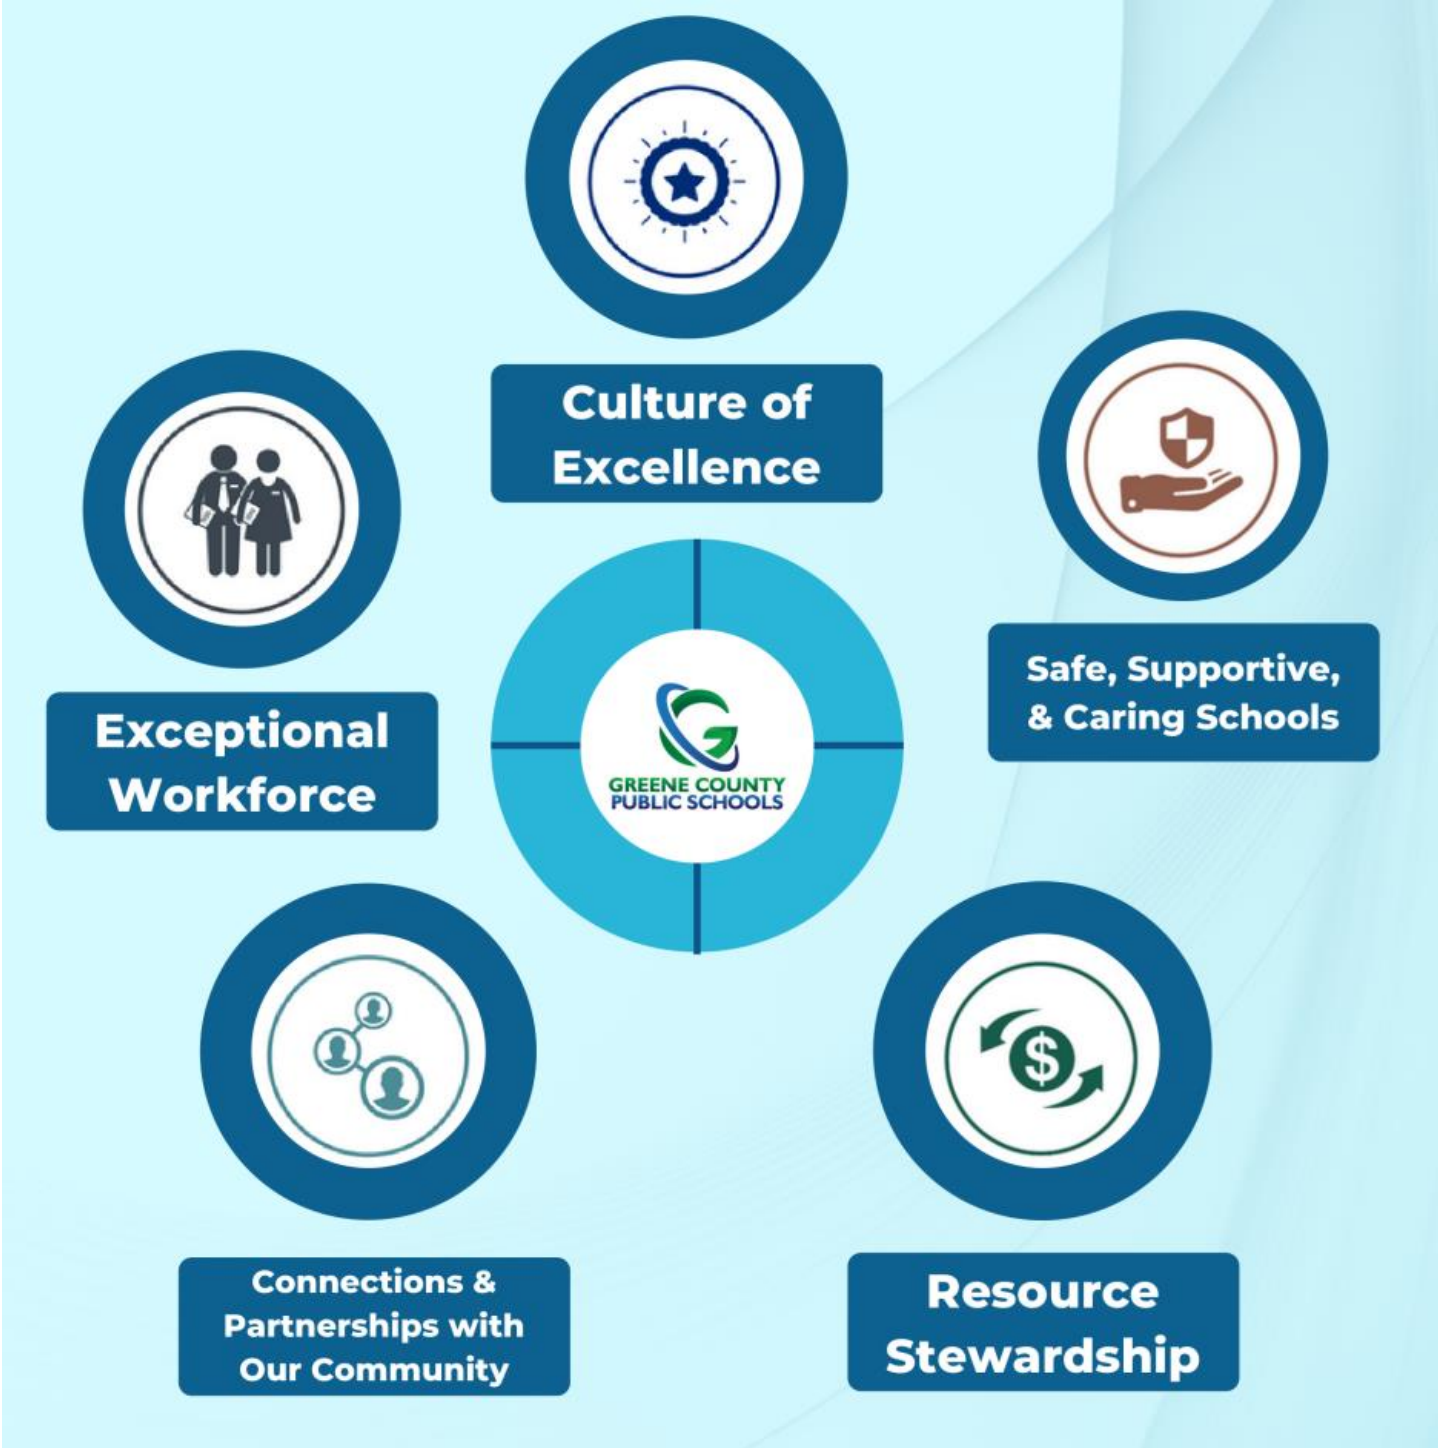 Culture of
Excellence
Safe, Supportive,
& Caring Schools
Exceptional
Workforce
GREENE COUNTY
PUBLIC SCHOOLS
$
Connections &
Partnerships with
Our Community
Resource
Stewardship